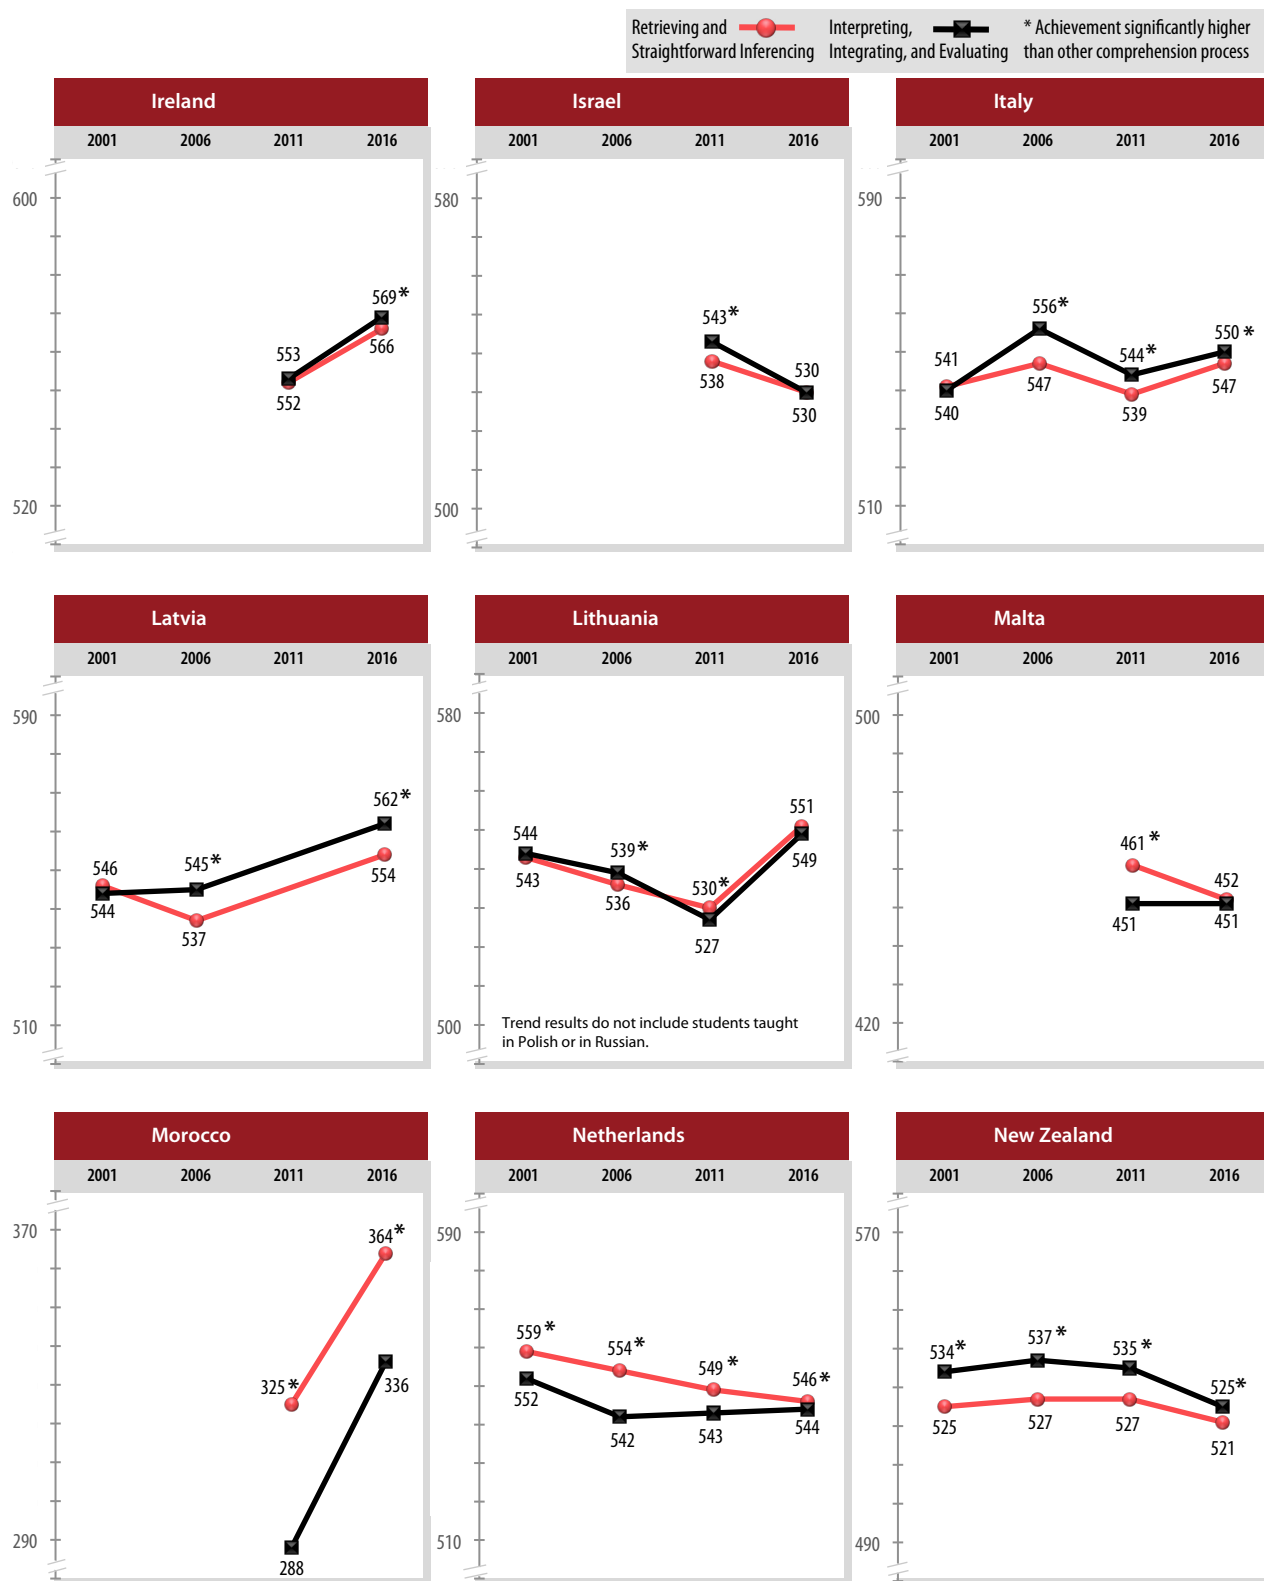 Retrieving and
Straightforward Inferencing
Interpreting,
Integrating, and Evaluating
* Achievement significantly higher
than other comprehension process
Ireland
2001 2006 2011 2016
600
520
553
552
569*
566
Israel
2001 2006 2011 2016
580
500
543*
538
530
530
Italy
2001 2006 2011 2016
590
510
541
540
556*
547
544*
539
550*
547
Latvia
2001 2006 2011 2016
590
510
546
544
545*
537
562*
554
Lithuania
2001 2006 2011 2016
580
500
544
543
539*
536
530*
527
551
549
Trend results do not include students taught
in Polish or in Russian.
Malta
2001 2006 2011 2016
500
420
461*
451
452
451
Morocco
2001 2006 2011 2016
370
290
325*
288
364*
336
Netherlands
2001 2006 2011 2016
590
510
559*
552
554*
542
549*
543
546*
544
New Zealand
2001 2006 2011 2016
570
490
534*
525
537*
527
535*
527
525*
521